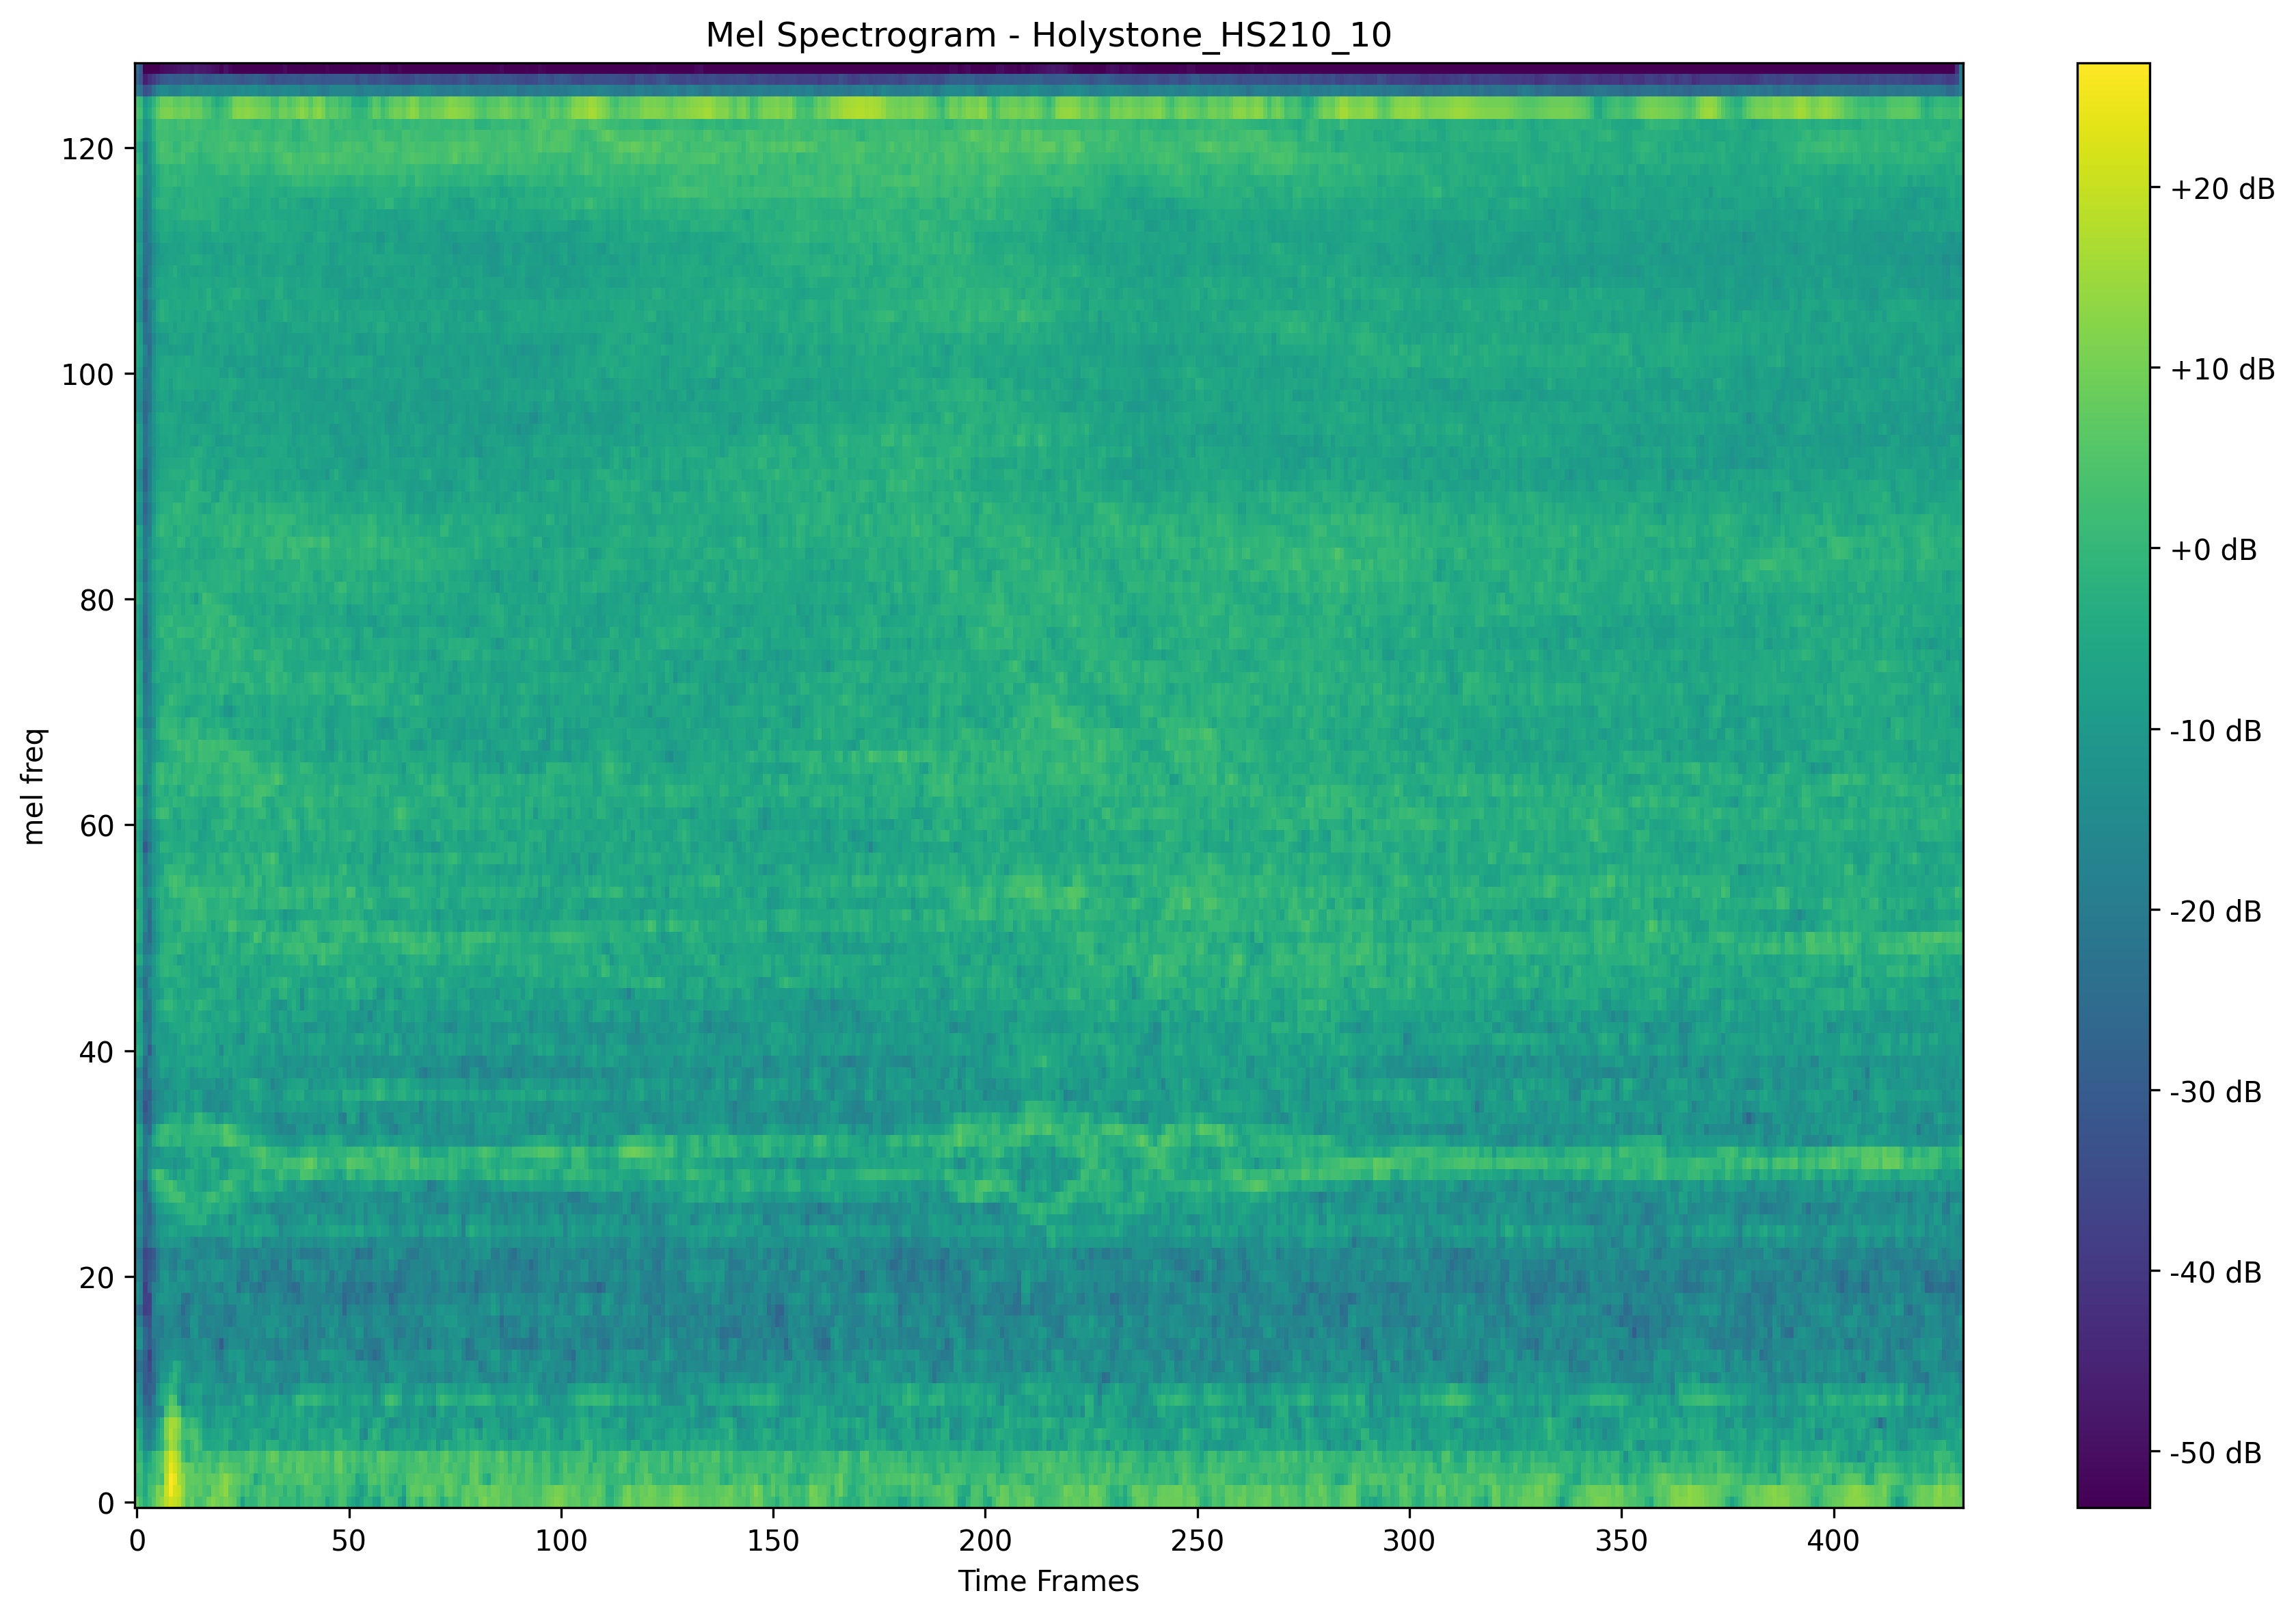 Mel Spectrogram - Holystone_HS210_10
120
100
80
60
40
20
0
mel freq
0
50
100
150
200
250
300
350
400
Time Frames
+20 dB
+10 dB
+0 dB
-10 dB
-20 dB
-30 dB
-40 dB
-50 dB